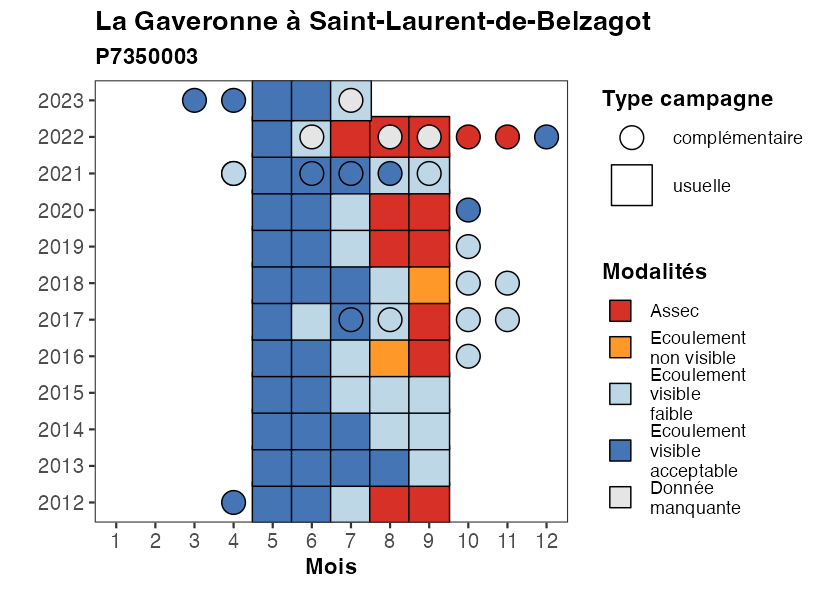 La Gaveronne à Saint-Laurent-de-Belzagot
P7350003
2023
2022
2021
2020
2019
2018
2017
2016
2015
2014
2013
2012
1 2 3 4 5 6 7 8 9 10 11 12
Mois
Type campagne
complémentaire
usuelle
Modalités
Assec
Ecoulement
non visible
Ecoulement
visible
faible
Ecoulement
visible
acceptable
Donnée
manquante